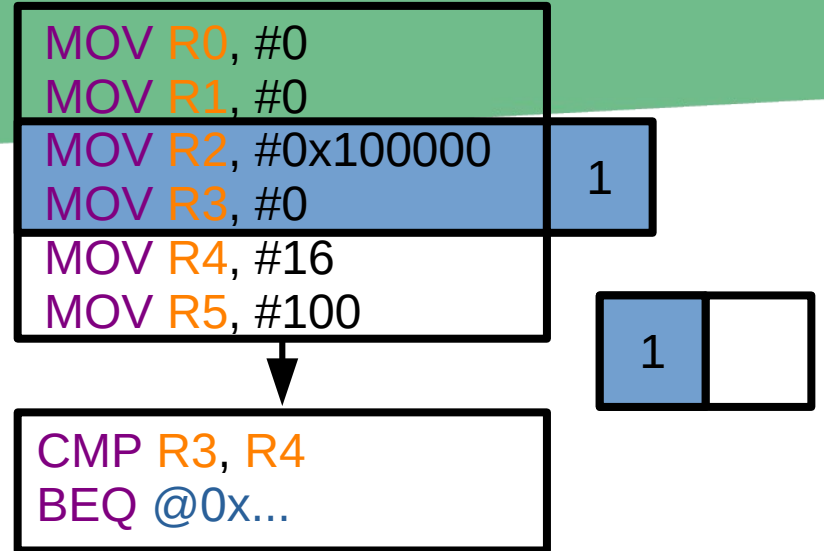 MOV R0, #0
MOV R1, #0
MOV R2, #0x100000
MOV R3, #0
1
MOV R4, #16
MOV R5, #100
1
CMP R3, R4
BEQ @0x...